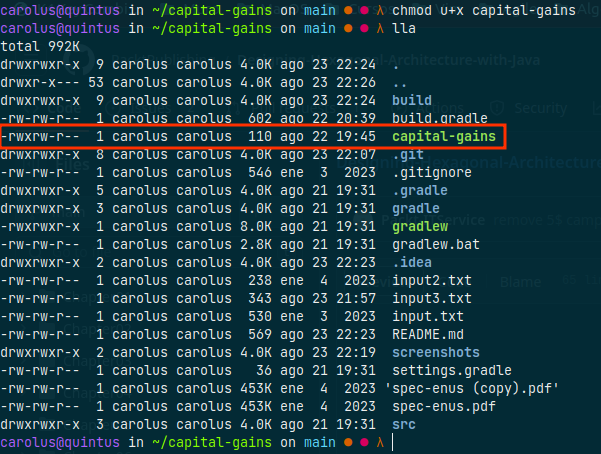 carolus@quintus in ~/capital-gains on main ● ● λ chmod u+x capital-gains
carolus@quintus in ~/capital-gains on main ● ● λ lla
total 992K
drwxrwxr-x  9 carolus carolus 4.0K ago 23 22:24  .
drwxr-x--- 53 carolus carolus 4.0K ago 23 22:26  ..
drwxrwxr-x  9 carolus carolus 4.0K ago 23 22:24  build
-rw-rw-r--  1 carolus carolus  602 ago 22 20:39  build.gradle
-rwxrw-r--  1 carolus carolus  110 ago 22 19:45  capital-gains
drwxrwxr-x  8 carolus carolus 4.0K ago 23 22:07  .git
-rw-rw-r--  1 carolus carolus  546 ene  3  2023  .gitignore
drwxrwxr-x  5 carolus carolus 4.0K ago 21 19:31  .gradle
drwxrwxr-x  3 carolus carolus 4.0K ago 21 19:31  gradle
-rwxrwxr-x  1 carolus carolus 8.0K ago 21 19:31  gradlew
-rw-rw-r--  1 carolus carolus 2.8K ago 21 19:31  gradlew.bat
drwxrwxr-x  2 carolus carolus 4.0K ago 23 22:23  .idea
-rw-rw-r--  1 carolus carolus  238 ene  4  2023  input2.txt
-rw-rw-r--  1 carolus carolus  343 ago 23 21:57  input3.txt
-rw-rw-r--  1 carolus carolus  530 ene  3  2023  input.txt
-rw-rw-r--  1 carolus carolus  569 ago 23 22:23  README.md
drwxrwxr-x  2 carolus carolus 4.0K ago 23 22:19  screenshots
-rw-rw-r--  1 carolus carolus   36 ago 21 19:31  settings.gradle
-rw-rw-r--  1 carolus carolus 453K ene  4  2023 'spec-enus (copy).pdf'
-rw-rw-r--  1 carolus carolus 453K ene  4  2023  spec-enus.pdf
drwxrwxr-x  3 carolus carolus 4.0K ago 21 19:31  src
carolus@quintus in ~/capital-gains on main ● ● λ